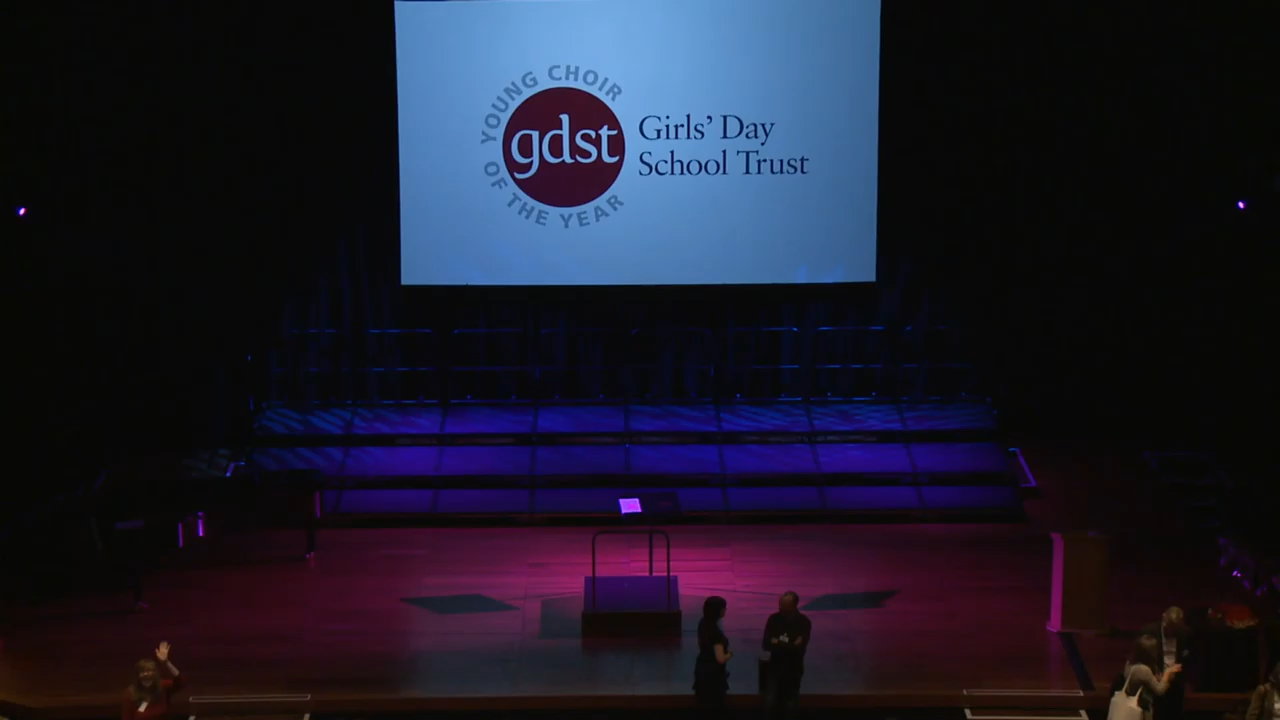 YOUNG CHOIR
OF THE YEAR
gdst
Girls' Day
School Trust